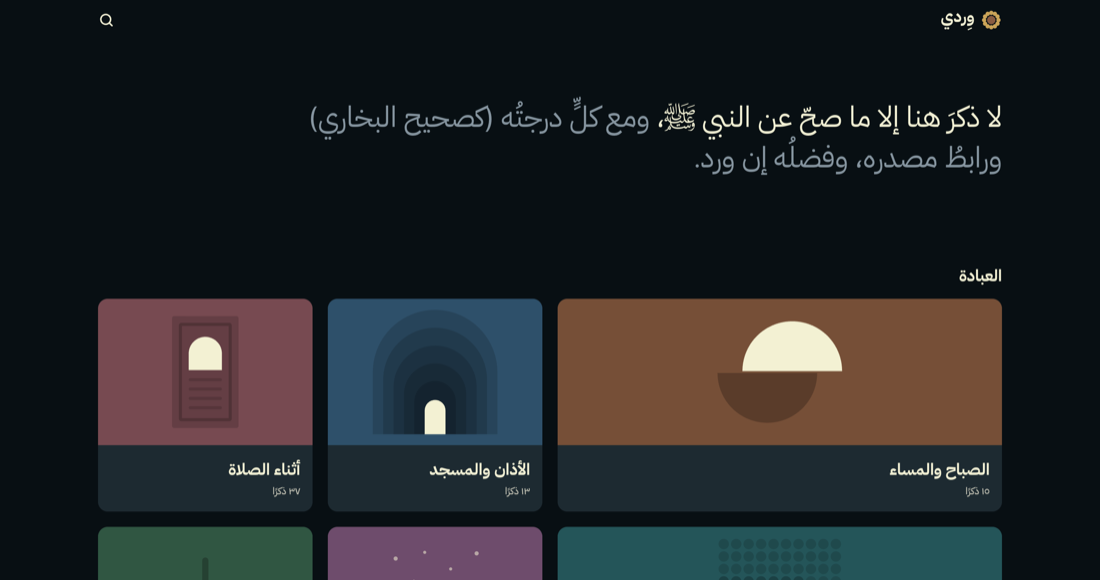 وِردي
لا ذكرَ هنا إلا ما صحّ عن النبي ﷺ، ومع كلٍّ درجتُه (كصحيح البخاري)
ورابطُ مصدره، وفضلُه إن ورد.
العبادة
الصباح والمساء
١٥ ذكرًا
الأذان والمسجد
١٣ ذكرًا
أثناء الصلاة
٣٧ ذكرًا